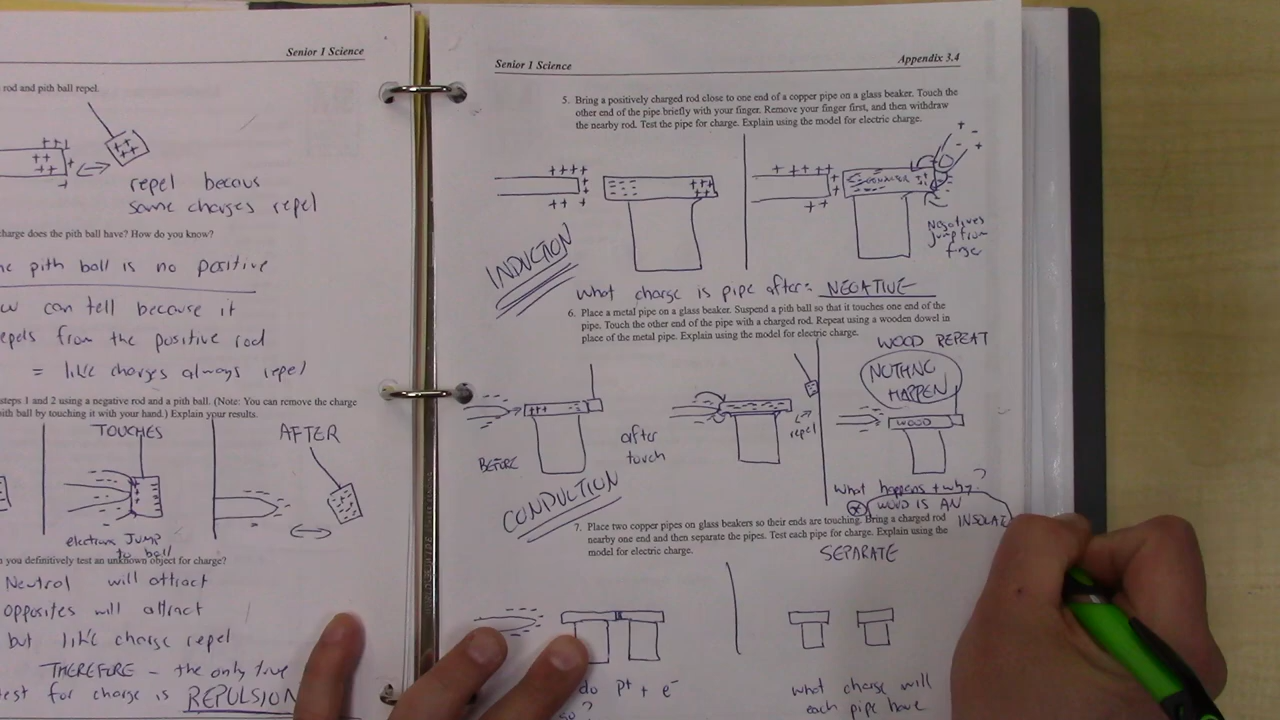 Senior 1 Science
rod and pith ball repel.
repel becaus
same charges repel
charge does the pith ball have? How do you know?
pith ball is no positive
can tell because it
from the positive rod
= like charges always repel
steps 1 and 2 using a negative rod and a pith ball. (Note: You can remove the charge
ball by touching it with your hand.) Explain your results.
TOUCHES
AFTER
electrons JUMP
to ball
you definitively test an unknown object for charge?
Neutral will attract
opposites will attract
but like charge repel
THEREFORE - the only true
test for charge is REPULSION
Senior 1 Science
Appendix 3.4
5. Bring a positively charged rod close to one end of a copper pipe on a glass beaker. Touch the
other end of the pipe briefly with your finger. Remove your finger first, and then withdraw
the nearby rod. Test the pipe for charge. Explain using the model for electric charge.
Negatives
jump from
INDUCTION
what charge is pipe after= NEGATIVE
6. Place a metal pipe on a glass beaker. Suspend a pith ball so that it touches one end of the
pipe. Touch the other end of the pipe with a charged rod. Repeat using a wooden dowel in
place of the metal pipe. Explain using the model for electric charge.
WOOD REPEAT
NOTHNG
HAPPEN
WOOD
BEFORE
after
touch
repel
CONDUCTION
what happens + why?
WOOD IS AN
INSOLAT
7. Place two copper pipes on glass beakers so their ends are touching. Bring a charged rod
nearby one end and then separate the pipes. Test each pipe for charge. Explain using the
model for electric charge.
SEPARATE
do p+ + e-
go?
what charge will
each pipe have